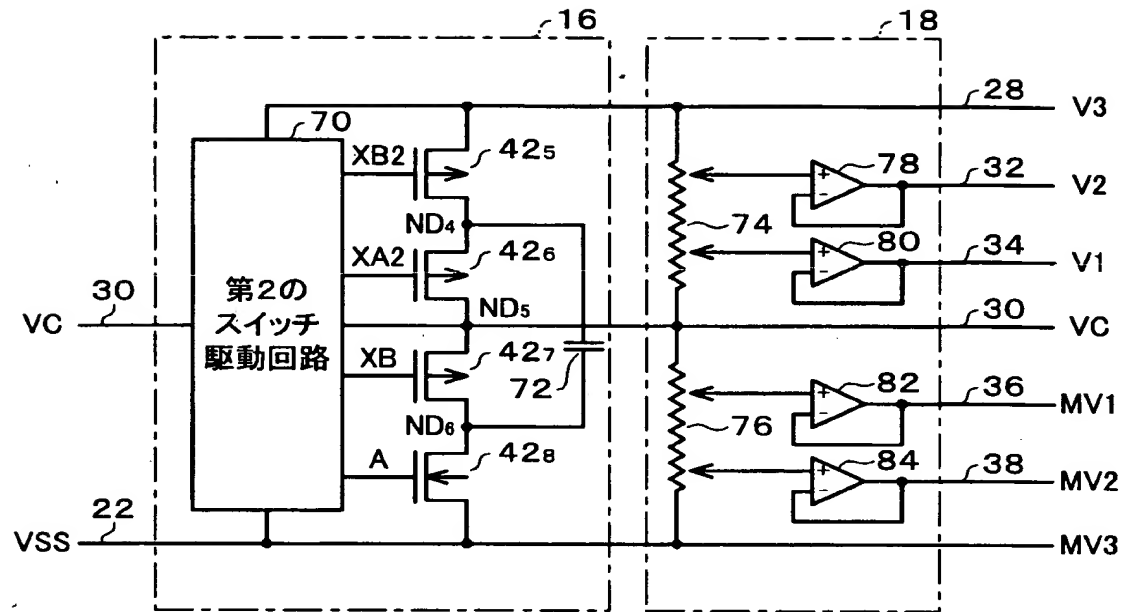 16
18
28
V3
70
XB2
42₅
78
32
V2
ND₄
74
XA2
42₆
80
34
V1
第2の
スイッチ
駆動回路
30
VC
ND₅
30
VC
XB
42₇
72
82
36
MV1
ND₆
76
A
42₈
84
38
MV2
22
VSS
MV3
+
-
+
-
+
-
+
-